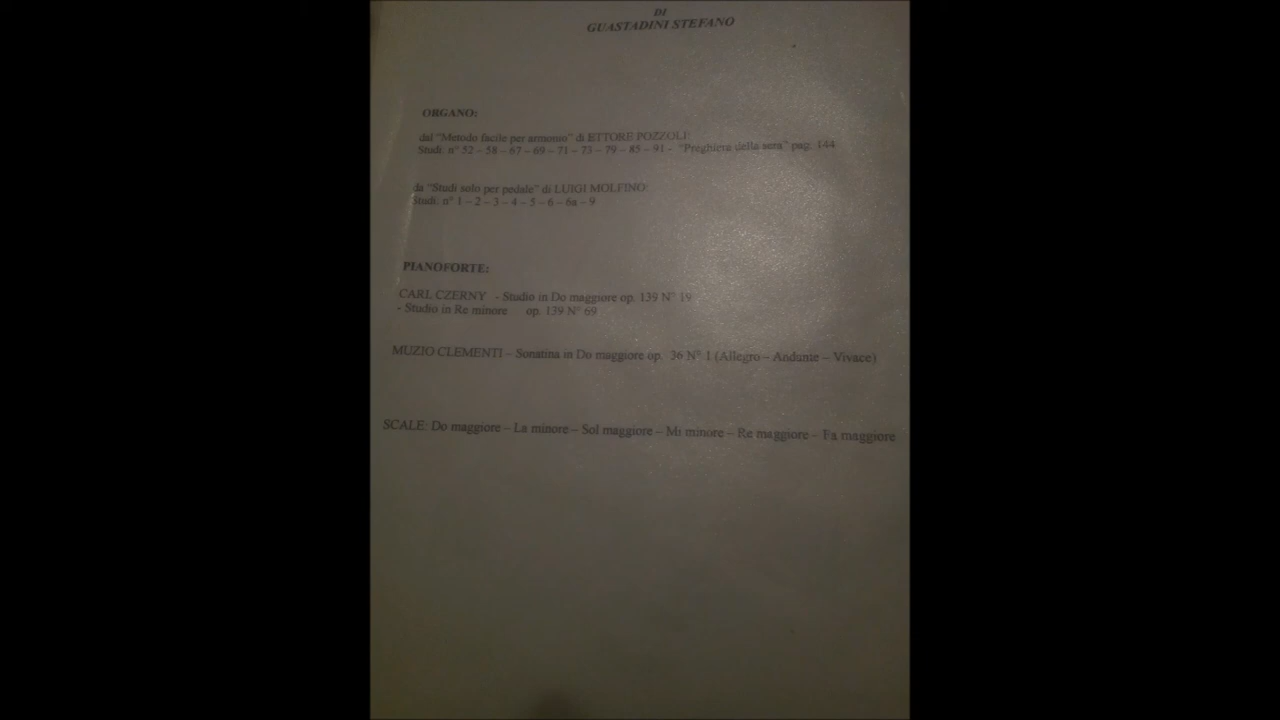 DI
GUASTADINI STEFANO
ORGANO:
dal "Metodo facile per armonio" di ETTORE POZZOLI:
Studi: n° 52 – 58 – 67 – 69 – 71 – 73 – 79 – 85 – 91 - "Preghiera della sera" pag. 144
da "Studi solo per pedale" di LUIGI MOLFINO:
Studi: n° 1 – 2 – 3 – 4 – 5 – 6 – 6a – 9
PIANOFORTE:
CARL CZERNY - Studio in Do maggiore op. 139 N° 19
- Studio in Re minore op. 139 N° 69
MUZIO CLEMENTI – Sonatina in Do maggiore op. 36 N° 1 (Allegro – Andante – Vivace)
SCALE: Do maggiore – La minore – Sol maggiore – Mi minore – Re maggiore – Fa maggiore